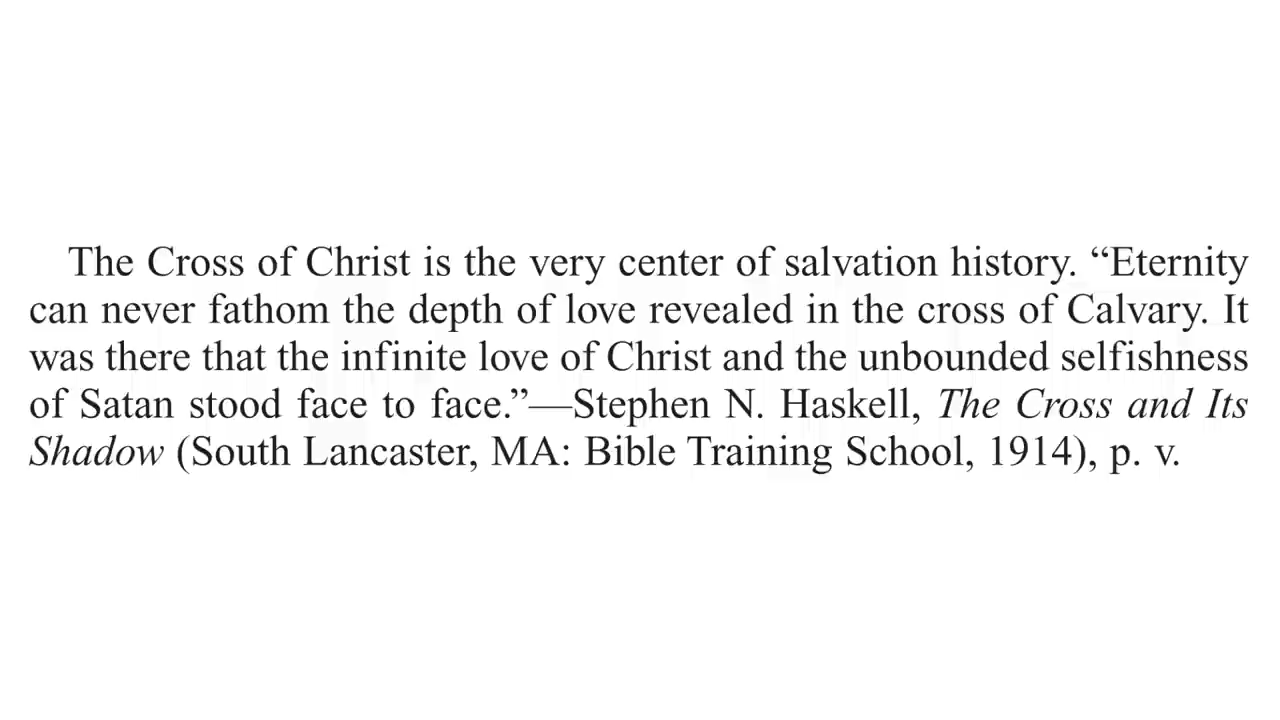 The Cross of Christ is the very center of salvation history. “Eternity
can never fathom the depth of love revealed in the cross of Calvary. It
was there that the infinite love of Christ and the unbounded selfishness
of Satan stood face to face.”—Stephen N. Haskell, The Cross and Its
Shadow (South Lancaster, MA: Bible Training School, 1914), p. v.